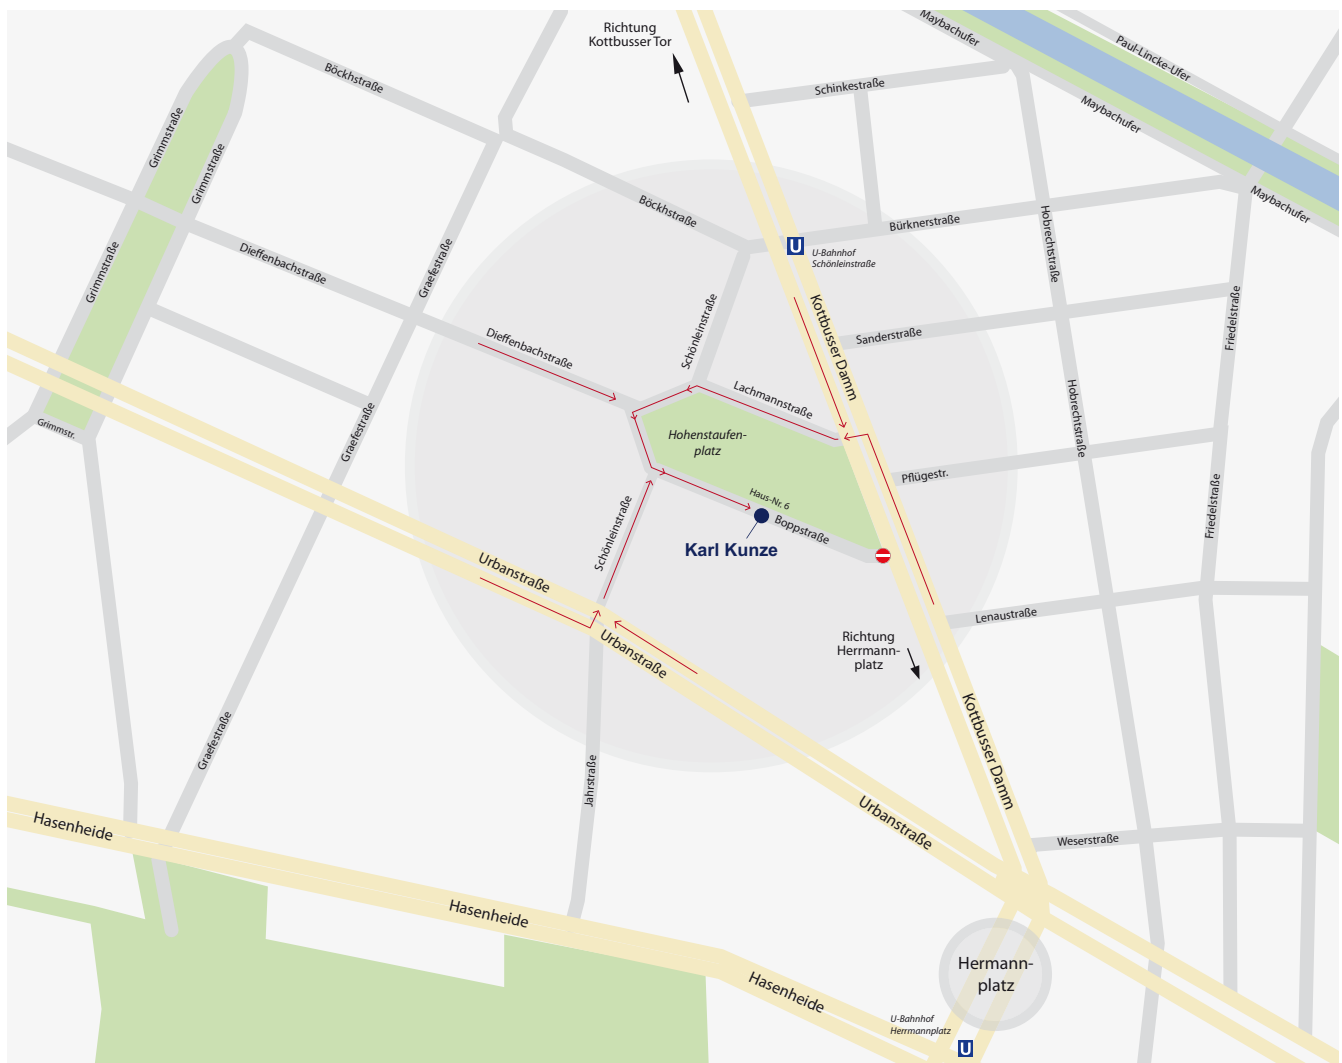 Richtung
Kottbusser Tor
Maybachufer
Paul-Lincke-Ufer
Böckhstraße
Schinkestraße
Maybachufer
Grimmstraße
Grimmstraße
Maybachufer
Böckhstraße
Bürknerstraße
Hobrechtstraße
U
U-Bahnhof
Schönleinstraße
Grimmstraße
Dieffenbachstraße
Graefestraße
Kottbusser Damm
Schönleinstraße
Sanderstraße
Friedelstraße
Dieffenbachstraße
Lachmannstraße
Hobrechtstraße
Grimmstr.
Graefestraße
Hohenstaufen-
platz
Pflügestr.
Haus-Nr. 6
Boppstraße
Schönleinstraße
Friedelstraße
Karl Kunze
Urbanstraße
Lenaustraße
Urbanstraße
Richtung
Herrmann-
platz
Graefestraße
Kottbusser Damm
Jahrstraße
Urbanstraße
Hasenheide
Weserstraße
Hasenheide
Hermann-
platz
Hasenheide
U-Bahnhof
Herrmannplatz
U